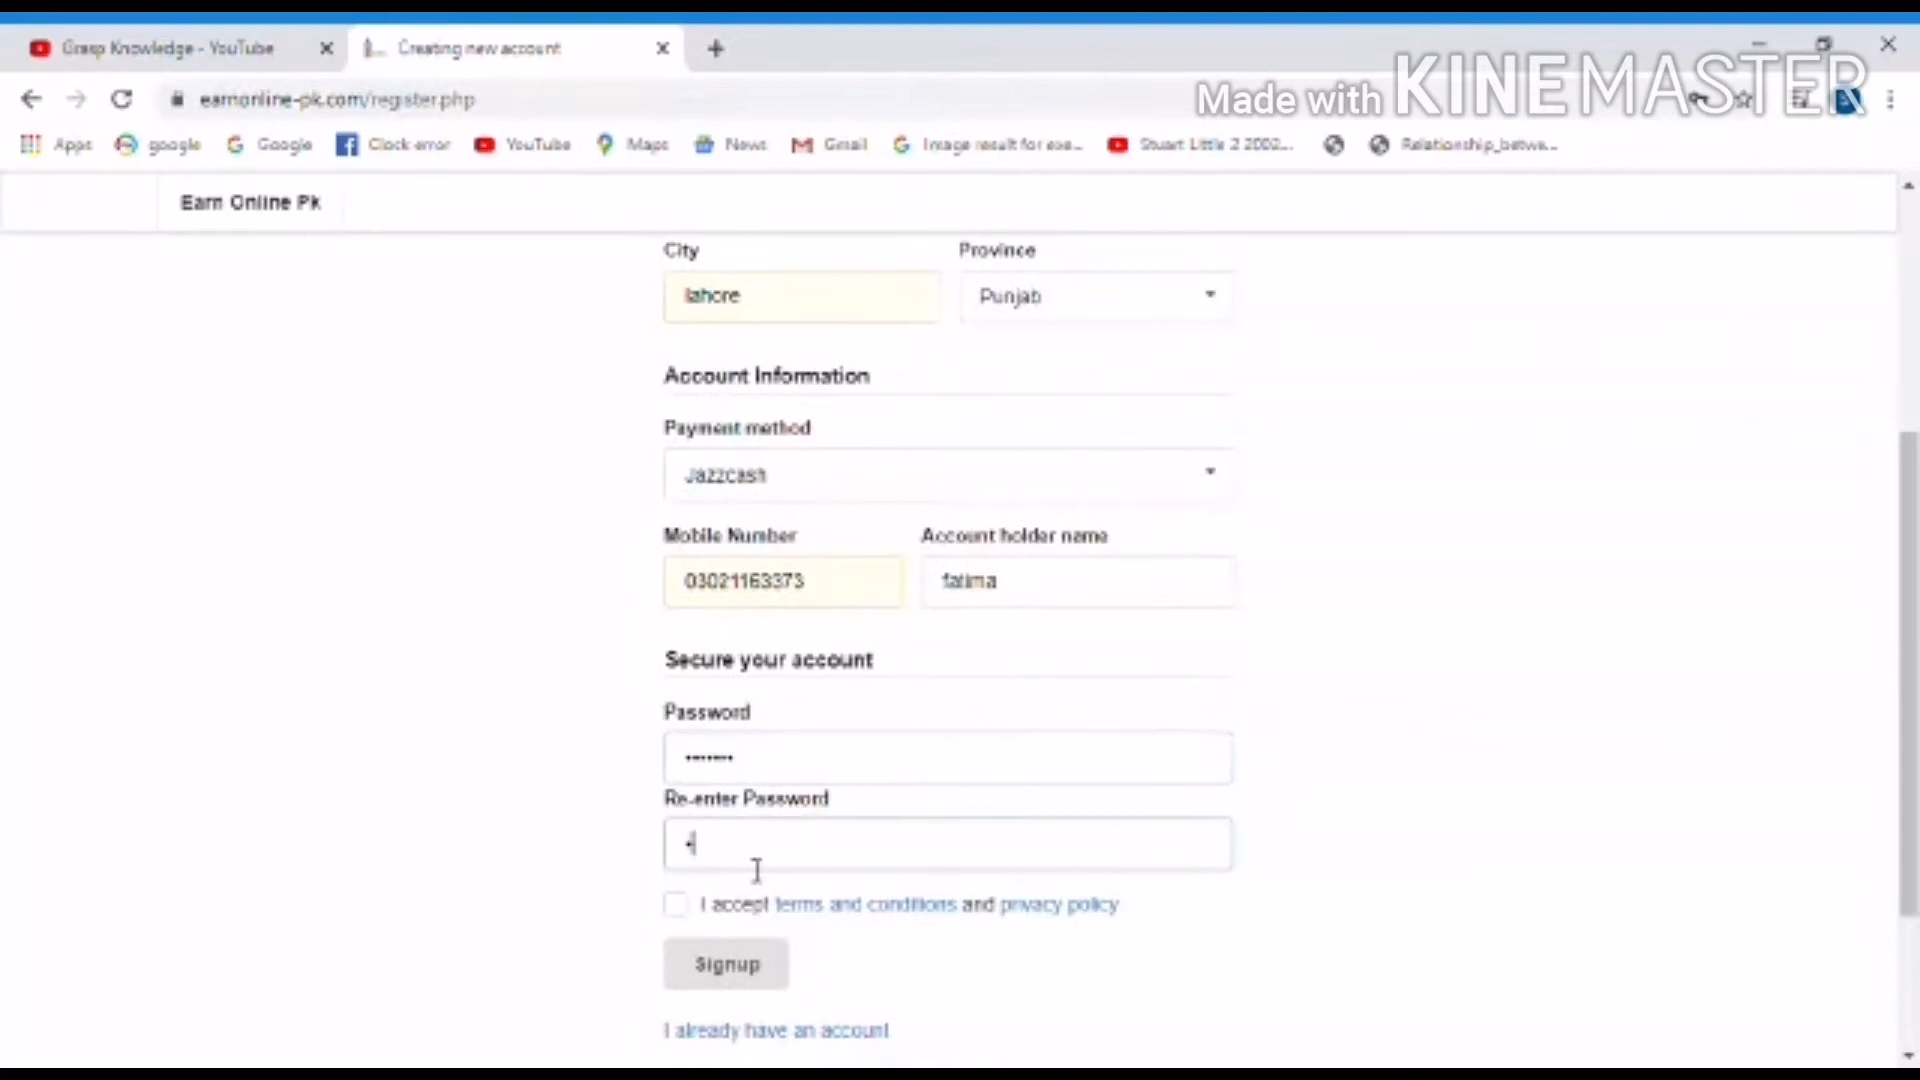 Grasp Knowledge - YouTube
Creating new account
earnonline-pk.com/register.php
Made with KINEMASTER
Apps google Google Clock error YouTube Maps News Gmail Image result for exe... Stuart Little 2 2002... Relationship_betwe...
Earn Online Pk
City Province
lahore Punjab
Account Information
Payment method
Jazzcash
Mobile Number Account holder name
03021163373 fatima
Secure your account
Password
Re-enter Password
I accept terms and conditions and privacy policy
Signup
I already have an account